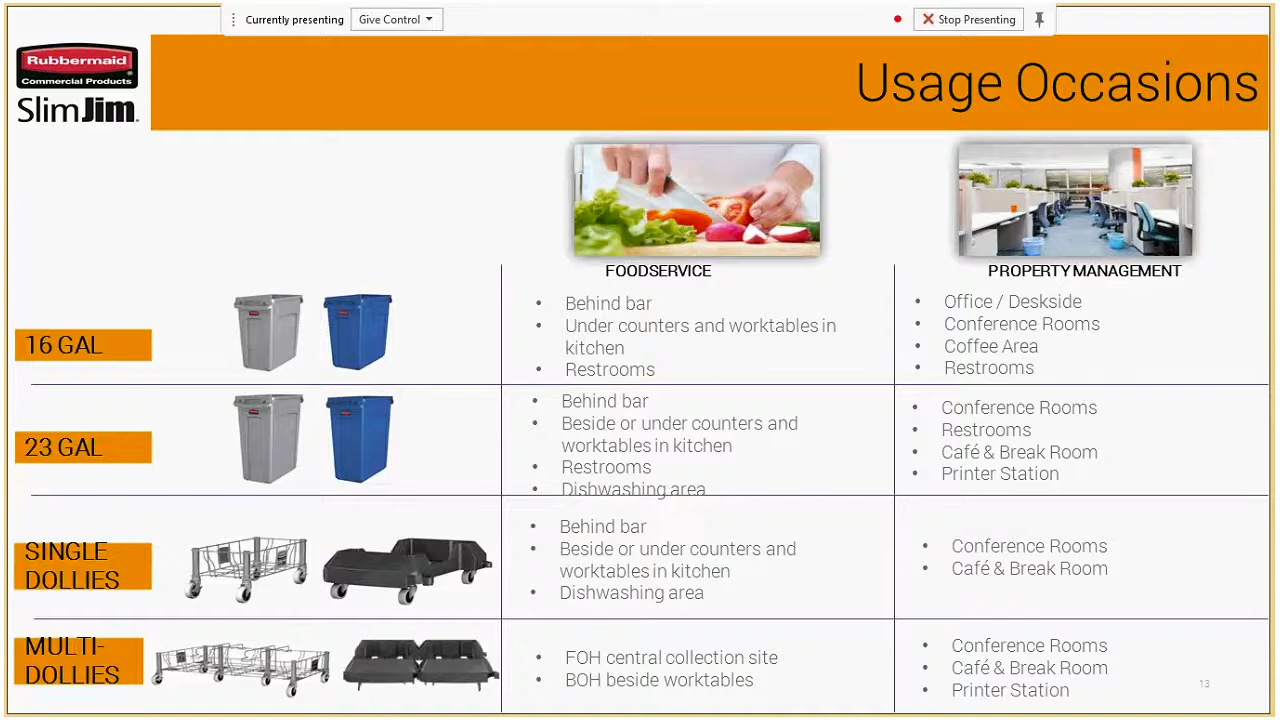 Currently presenting Give Control Stop Presenting
Rubbermaid
Commercial Products
SlimJim
Usage Occasions
FOODSERVICE
PROPERTY MANAGEMENT
16 GAL
• Behind bar
• Under counters and worktables in
kitchen
• Restrooms
• Office / Deskside
• Conference Rooms
• Coffee Area
• Restrooms
23 GAL
• Behind bar
• Beside or under counters and
worktables in kitchen
• Restrooms
• Dishwashing area
• Conference Rooms
• Restrooms
• Café & Break Room
• Printer Station
SINGLE
DOLLIES
• Behind bar
• Beside or under counters and
worktables in kitchen
• Dishwashing area
• Conference Rooms
• Café & Break Room
MULTI-
DOLLIES
• FOH central collection site
• BOH beside worktables
• Conference Rooms
• Café & Break Room
• Printer Station
13